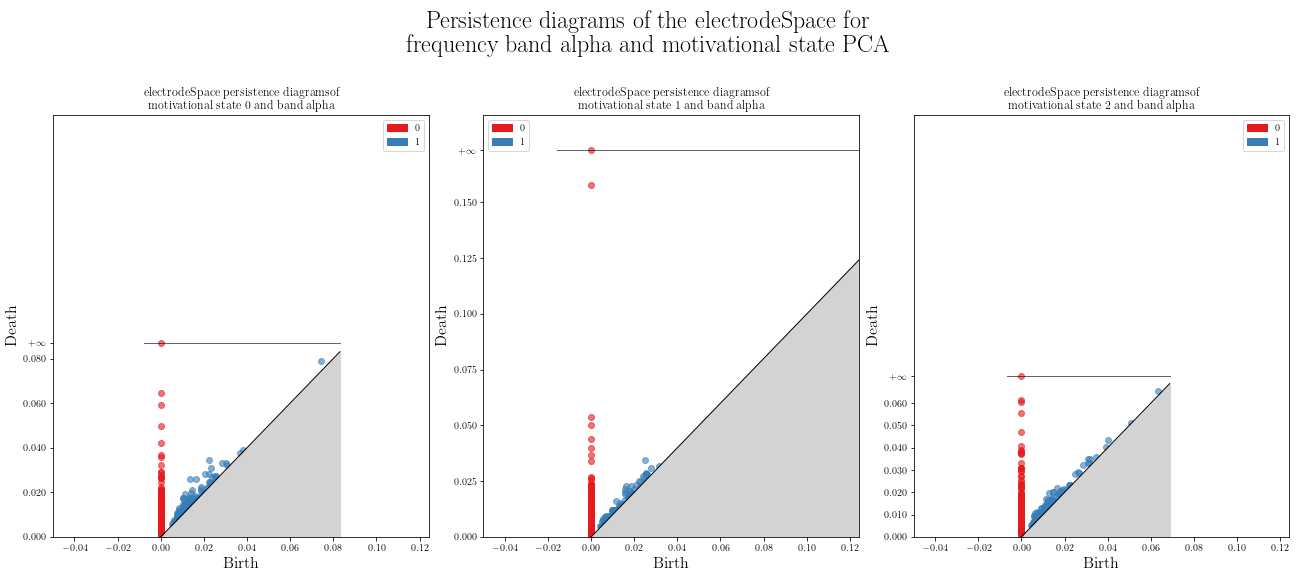 Persistence diagrams of the electrodeSpace for
frequency band alpha and motivational state PCA
electrodeSpace persistence diagramsof
motivational state 0 and band alpha
0
1
Death
+∞
0.080
0.060
0.040
0.020
0.000
−0.04 −0.02 0.00 0.02 0.04 0.06 0.08 0.10 0.12
Birth
electrodeSpace persistence diagramsof
motivational state 1 and band alpha
0
1
Death
+∞
0.150
0.125
0.100
0.075
0.050
0.025
0.000
−0.04 −0.02 0.00 0.02 0.04 0.06 0.08 0.10 0.12
Birth
electrodeSpace persistence diagramsof
motivational state 2 and band alpha
0
1
Death
+∞
0.060
0.050
0.040
0.030
0.020
0.010
0.000
−0.04 −0.02 0.00 0.02 0.04 0.06 0.08 0.10 0.12
Birth